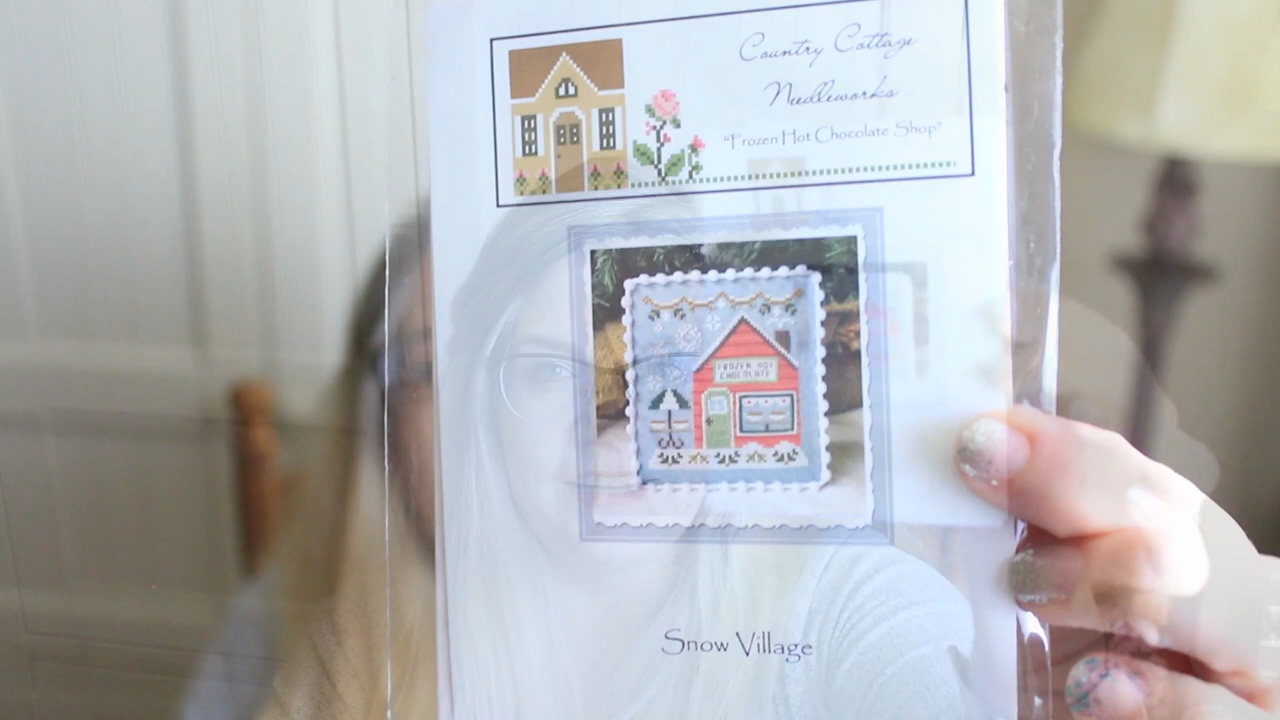 Country Cottage
Needleworks
"Frozen Hot Chocolate Shop"
FROZEN HOT
CHOCOLATE
Snow Village